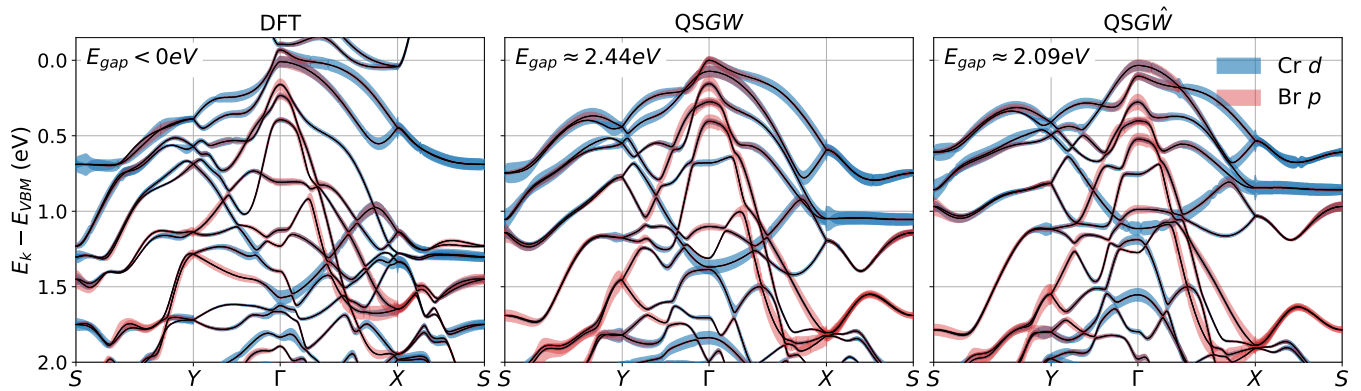 DFT
E_gap < 0eV
QSGW
E_gap ≈ 2.44eV
QSGŴ
E_gap ≈ 2.09eV
Cr d
Br p
E_k − E_VBM (eV)
0.0
0.5
1.0
1.5
2.0
S Y Γ X S
S Y Γ X S
S Y Γ X S